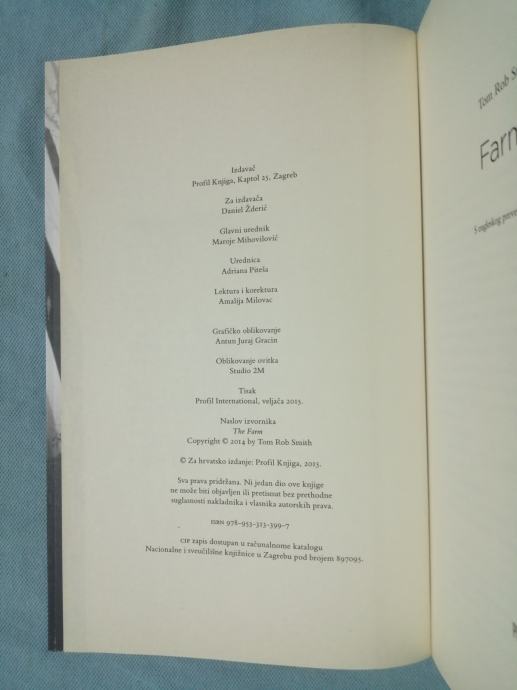 Izdavač
Profil Knjiga, Kaptol 25, Zagreb
Za izdavača
Daniel Žderić
Glavni urednik
Maroje Mihovilović
Urednica
Adriana Piteša
Lektura i korektura
Amalija Milovac
Grafičko oblikovanje
Antun Juraj Gracin
Oblikovanje ovitka
Studio 2M
Tisak
Profil International, veljača 2015.
Naslov izvornika
The Farm
Copyright © 2014 by Tom Rob Smith
© Za hrvatsko izdanje: Profil Knjiga, 2015.
Sva prava pridržana. Ni jedan dio ove knjige
ne može biti objavljen ili pretisnut bez prethodne
suglasnosti nakladnika i vlasnika autorskih prava.
ISBN 978-953-313-399-7
CIP zapis dostupan u računalnome katalogu
Nacionalne i sveučilišne knjižnice u Zagrebu pod brojem 897095.
Tom Rob S
Farm
S engleskog preve